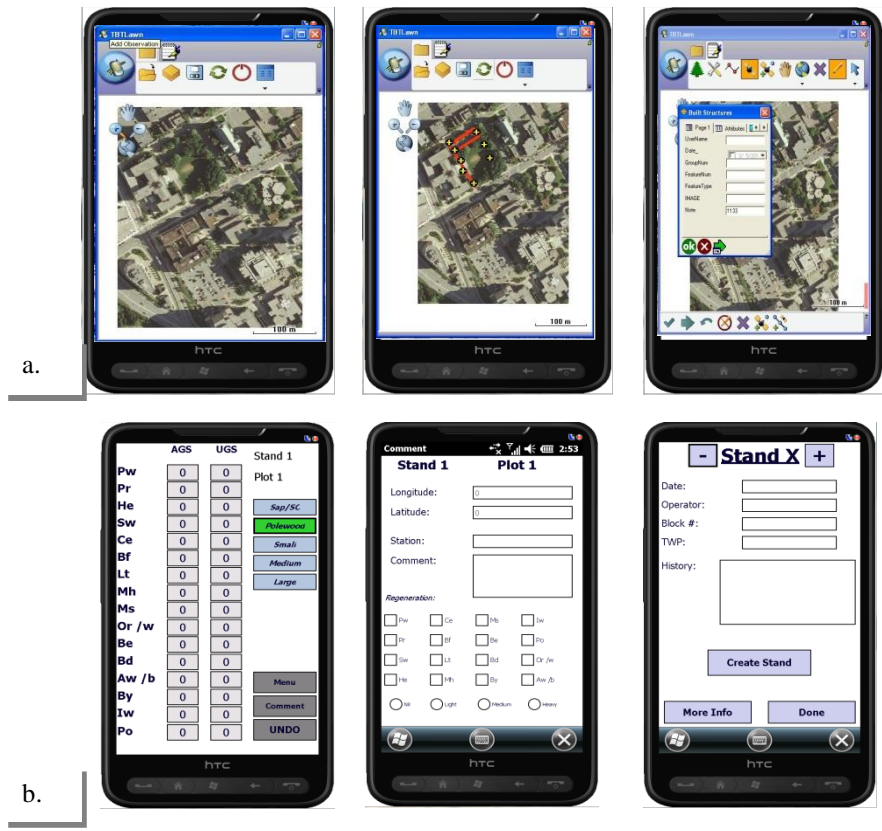 TBTLawn
Add Observation
100 m
hTC
TBTLawn
100 m
hTC
TBTLawn
Built Structures
Page 1 Attributes
UserName
Date_
GroupNum
FeatureNum
FeatureType
IMAGE
Note 1133
100 m
hTC
a.
AGS UGS
Stand 1
Plot 1
Pw 0 0
Pr 0 0
He 0 0 Sap/SC
Sw 0 0 Polewood
Ce 0 0 Small
Bf 0 0 Medium
Lt 0 0 Large
Mh 0 0
Ms 0 0
Or /w 0 0
Be 0 0
Bd 0 0
Aw /b 0 0 Menu
By 0 0 Comment
Iw 0 0
Po 0 0 UNDO
hTC
Comment 2:53
Stand 1 Plot 1
Longitude: 0
Latitude: 0
Station:
Comment:
Regeneration:
Pw Ce Ms Iw
Pr Bf Be Po
Sw Lt Bd Or /w
He Mh By Aw /b
Nil Light Medium Heavy
hTC
- Stand X +
Date:
Operator:
Block #:
TWP:
History:
Create Stand
More Info Done
hTC
b.